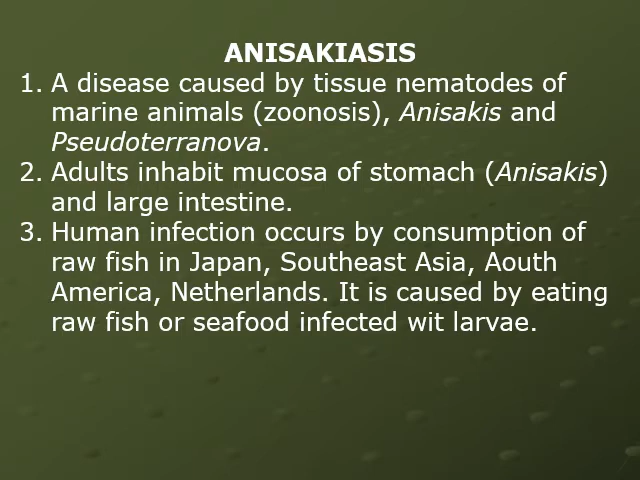 ANISAKIASIS
1. A disease caused by tissue nematodes of
marine animals (zoonosis), Anisakis and
Pseudoterranova.
2. Adults inhabit mucosa of stomach (Anisakis)
and large intestine.
3. Human infection occurs by consumption of
raw fish in Japan, Southeast Asia, Aouth
America, Netherlands. It is caused by eating
raw fish or seafood infected wit larvae.